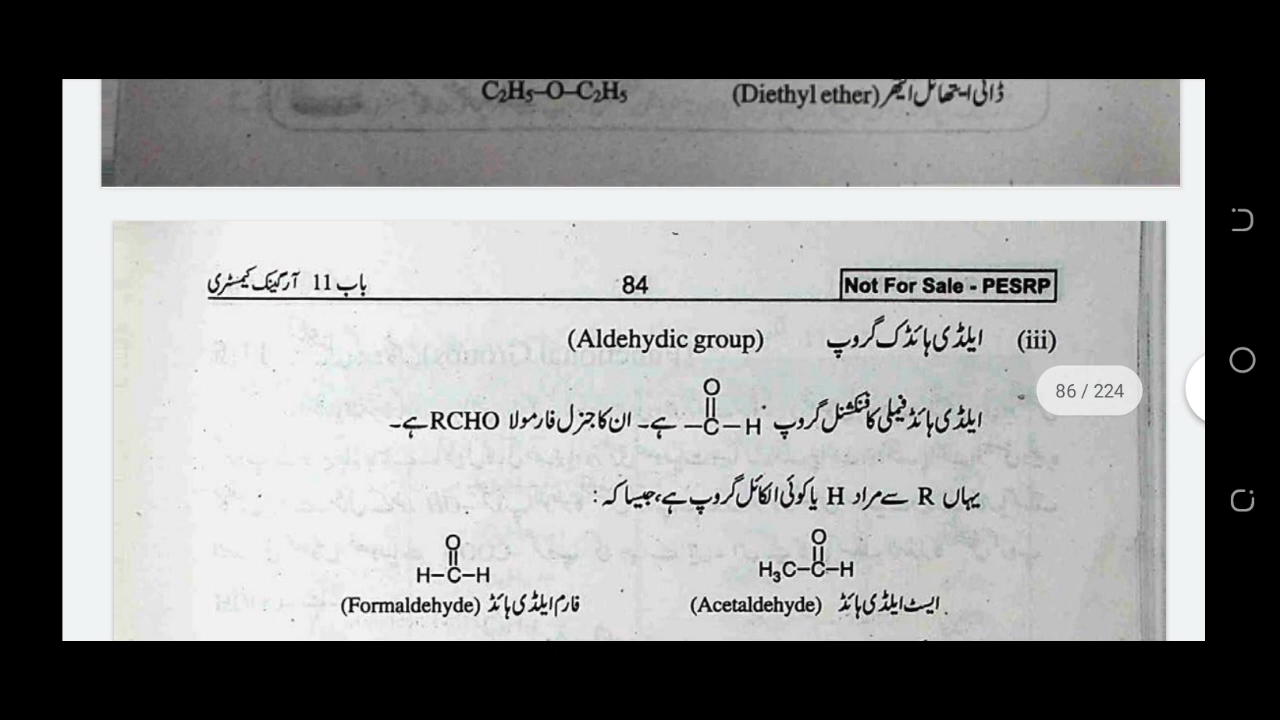 ڈائی ایتھائل ایتھر (Diethyl ether) C₂H₅–O–C₂H₅
باب 11 آرگینک کیمسٹری 84 Not For Sale - PESRP
(iii) ایلڈی ہائڈک گروپ (Aldehydic group)
86 / 224
O
ایلڈی ہائڈ فیملی کا فنکشنل گروپ –C–H ہے۔ ان کا جنرل فارمولا RCHO ہے۔
یہاں R سے مراد H یا کوئی الکائل گروپ ہے، جیسا کہ :
O O
H₃C–C–H H–C–H
ایسٹ ایلڈی ہائڈ (Acetaldehyde) فارم ایلڈی ہائڈ (Formaldehyde)